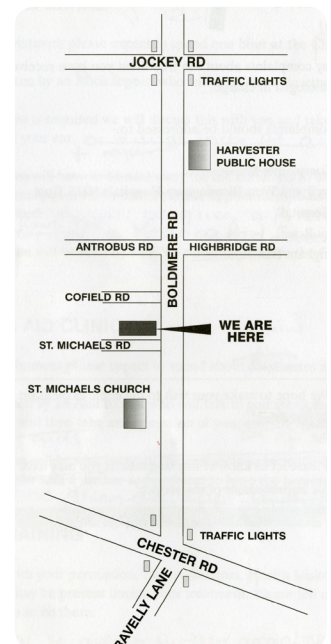 JOCKEY RD
TRAFFIC LIGHTS
HARVESTER
PUBLIC HOUSE
BOLDMERE RD
ANTROBUS RD
HIGHBRIDGE RD
COFIELD RD
WE ARE
HERE
ST. MICHAELS RD
ST. MICHAELS CHURCH
TRAFFIC LIGHTS
CHESTER RD
RAVELLY LANE